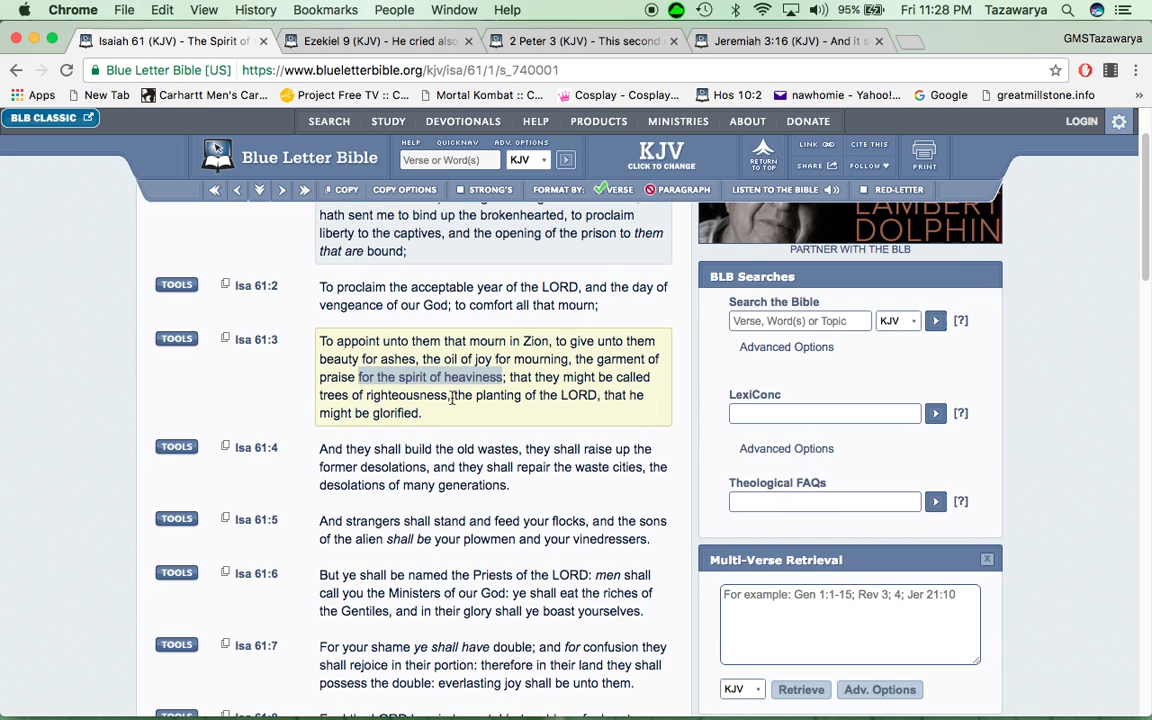 Chrome File Edit View History Bookmarks People Window Help 95% Fri 11:28 PM Tazawarya
Isaiah 61 (KJV) - The Spirit of
Ezekiel 9 (KJV) - He cried also
2 Peter 3 (KJV) - This second
Jeremiah 3:16 (KJV) - And it s
GMSTazawarya
Blue Letter Bible [US] https://www.blueletterbible.org/kjv/isa/61/1/s_740001
Apps New Tab Carhartt Men's Car... Project Free TV :: C... Mortal Kombat :: C... Cosplay - Cosplay... Hos 10:2 nawhomie - Yahoo!... Google greatmillstone.info »
BLB CLASSIC
SEARCH STUDY DEVOTIONALS HELP PRODUCTS MINISTRIES ABOUT DONATE LOGIN
Blue Letter Bible
HELP QUICKNAV ADV. OPTIONS
Verse or Word(s) KJV
KJV
CLICK TO CHANGE
RETURN
TO TOP
LINK CITE THIS
SHARE FOLLOW
PRINT
COPY COPY OPTIONS STRONG'S FORMAT BY: VERSE PARAGRAPH LISTEN TO THE BIBLE RED-LETTER
hath sent me to bind up the brokenhearted, to proclaim
liberty to the captives, and the opening of the prison to them
that are bound;
TOOLS Isa 61:2 To proclaim the acceptable year of the LORD, and the day of
vengeance of our God; to comfort all that mourn;
TOOLS Isa 61:3 To appoint unto them that mourn in Zion, to give unto them
beauty for ashes, the oil of joy for mourning, the garment of
praise for the spirit of heaviness; that they might be called
trees of righteousness, the planting of the LORD, that he
might be glorified.
TOOLS Isa 61:4 And they shall build the old wastes, they shall raise up the
former desolations, and they shall repair the waste cities, the
desolations of many generations.
TOOLS Isa 61:5 And strangers shall stand and feed your flocks, and the sons
of the alien shall be your plowmen and your vinedressers.
TOOLS Isa 61:6 But ye shall be named the Priests of the LORD: men shall
call you the Ministers of our God: ye shall eat the riches of
the Gentiles, and in their glory shall ye boast yourselves.
TOOLS Isa 61:7 For your shame ye shall have double; and for confusion they
shall rejoice in their portion: therefore in their land they shall
possess the double: everlasting joy shall be unto them.
LAMBERT
DOLPHIN
PARTNER WITH THE BLB
BLB Searches
Search the Bible
Verse, Word(s) or Topic KJV [?]
Advanced Options
LexiConc
[?]
Advanced Options
Theological FAQs
[?]
Multi-Verse Retrieval
For example: Gen 1:1-15; Rev 3; 4; Jer 21:10
KJV Retrieve Adv. Options